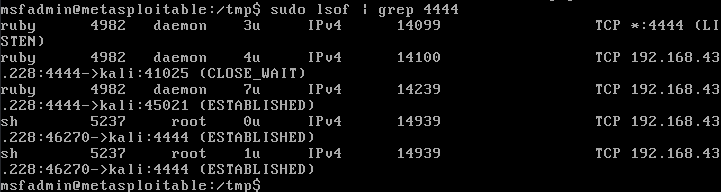 msfadmin@metasploitable:/tmp$ sudo lsof | grep 4444
ruby      4982   daemon    3u     IPv4      14099                TCP *:4444 (LI
STEN)
ruby      4982   daemon    4u     IPv4      14100                TCP 192.168.43
.228:4444->kali:41025 (CLOSE_WAIT)
ruby      4982   daemon    7u     IPv4      14239                TCP 192.168.43
.228:4444->kali:45021 (ESTABLISHED)
sh        5237     root    0u     IPv4      14939                TCP 192.168.43
.228:46270->kali:4444 (ESTABLISHED)
sh        5237     root    1u     IPv4      14939                TCP 192.168.43
.228:46270->kali:4444 (ESTABLISHED)
msfadmin@metasploitable:/tmp$